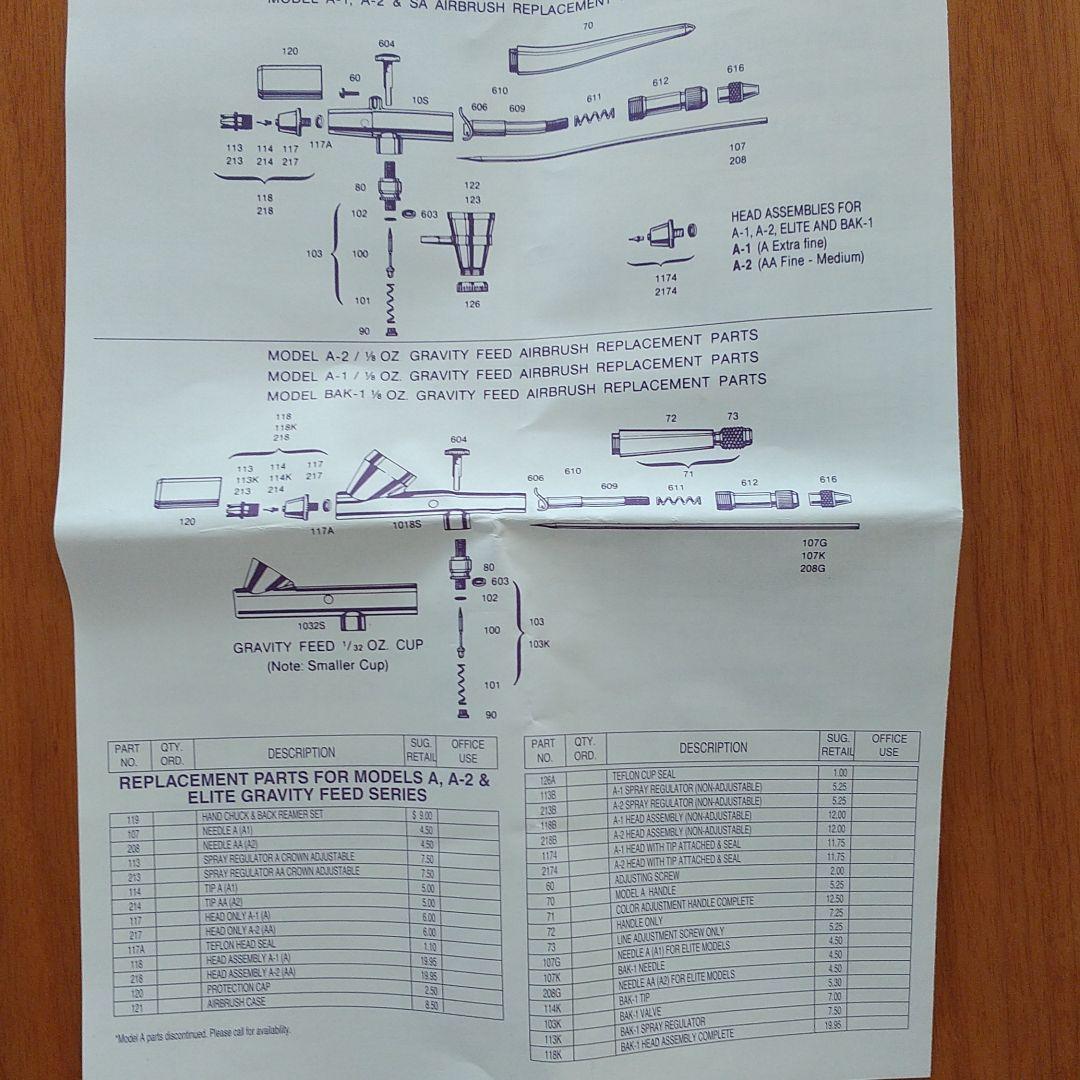 MODEL A-1, A-2 & SA AIRBRUSH REPLACEMENT
70
604
120
60
10S
610
606 609
611
612
616
113 114 117 117A
213 214 217
118
218
107
208
80
102 603
122
123
103
100
101
126
90
1174
2174
HEAD ASSEMBLIES FOR
A-1, A-2, ELITE AND BAK-1
A-1 (A Extra fine)
A-2 (AA Fine - Medium)
MODEL A-2 / ⅛ OZ GRAVITY FEED AIRBRUSH REPLACEMENT PARTS
MODEL A-1 / ⅛ OZ. GRAVITY FEED AIRBRUSH REPLACEMENT PARTS
MODEL BAK-1 ⅛ OZ. GRAVITY FEED AIRBRUSH REPLACEMENT PARTS
118
118K
218
113 114 117
113K 114K 217
213 214
604
72 73
71
606
610
609
611
612
616
120
117A
1018S
107G
107K
208G
80
603
102
100
103
103K
101
90
1032S
GRAVITY FEED 1/32 OZ. CUP
(Note: Smaller Cup)
PART NO. QTY. ORD. DESCRIPTION SUG. RETAIL OFFICE USE
REPLACEMENT PARTS FOR MODELS A, A-2 &
ELITE GRAVITY FEED SERIES
119 HAND CHUCK & BACK REAMER SET $ 9.00
107 NEEDLE A (A1) 4.50
208 NEEDLE AA (A2) 4.50
113 SPRAY REGULATOR A CROWN ADJUSTABLE 7.50
213 SPRAY REGULATOR AA CROWN ADJUSTABLE 7.50
114 TIP A (A1) 5.00
214 TIP AA (A2) 5.00
117 HEAD ONLY A-1 (A) 6.00
217 HEAD ONLY A-2 (AA) 6.00
117A TEFLON HEAD SEAL 1.10
118 HEAD ASSEMBLY A-1 (A) 19.95
218 HEAD ASSEMBLY A-2 (AA) 19.95
120 PROTECTION CAP 2.50
121 AIRBRUSH CASE 8.50
*Model A parts discontinued. Please call for availability.
PART NO. QTY. ORD. DESCRIPTION SUG. RETAIL OFFICE USE
126A TEFLON CUP SEAL 1.00
113B A-1 SPRAY REGULATOR (NON-ADJUSTABLE) 5.25
213B A-2 SPRAY REGULATOR (NON-ADJUSTABLE) 5.25
118B A-1 HEAD ASSEMBLY (NON-ADJUSTABLE) 12.00
218B A-2 HEAD ASSEMBLY (NON-ADJUSTABLE) 12.00
1174 A-1 HEAD WITH TIP ATTACHED & SEAL 11.75
2174 A-2 HEAD WITH TIP ATTACHED & SEAL 11.75
60 ADJUSTING SCREW 2.00
70 MODEL A HANDLE 5.25
71 COLOR ADJUSTMENT HANDLE COMPLETE 12.50
72 HANDLE ONLY 7.25
73 LINE ADJUSTMENT SCREW ONLY 5.25
107G NEEDLE A (A1) FOR ELITE MODELS 4.50
107K BAK-1 NEEDLE 4.50
208G NEEDLE AA (A2) FOR ELITE MODELS 4.50
114K BAK-1 TIP 5.30
103K BAK-1 VALVE 7.00
113K BAK-1 SPRAY REGULATOR 7.50
118K BAK-1 HEAD ASSEMBLY COMPLETE 19.95